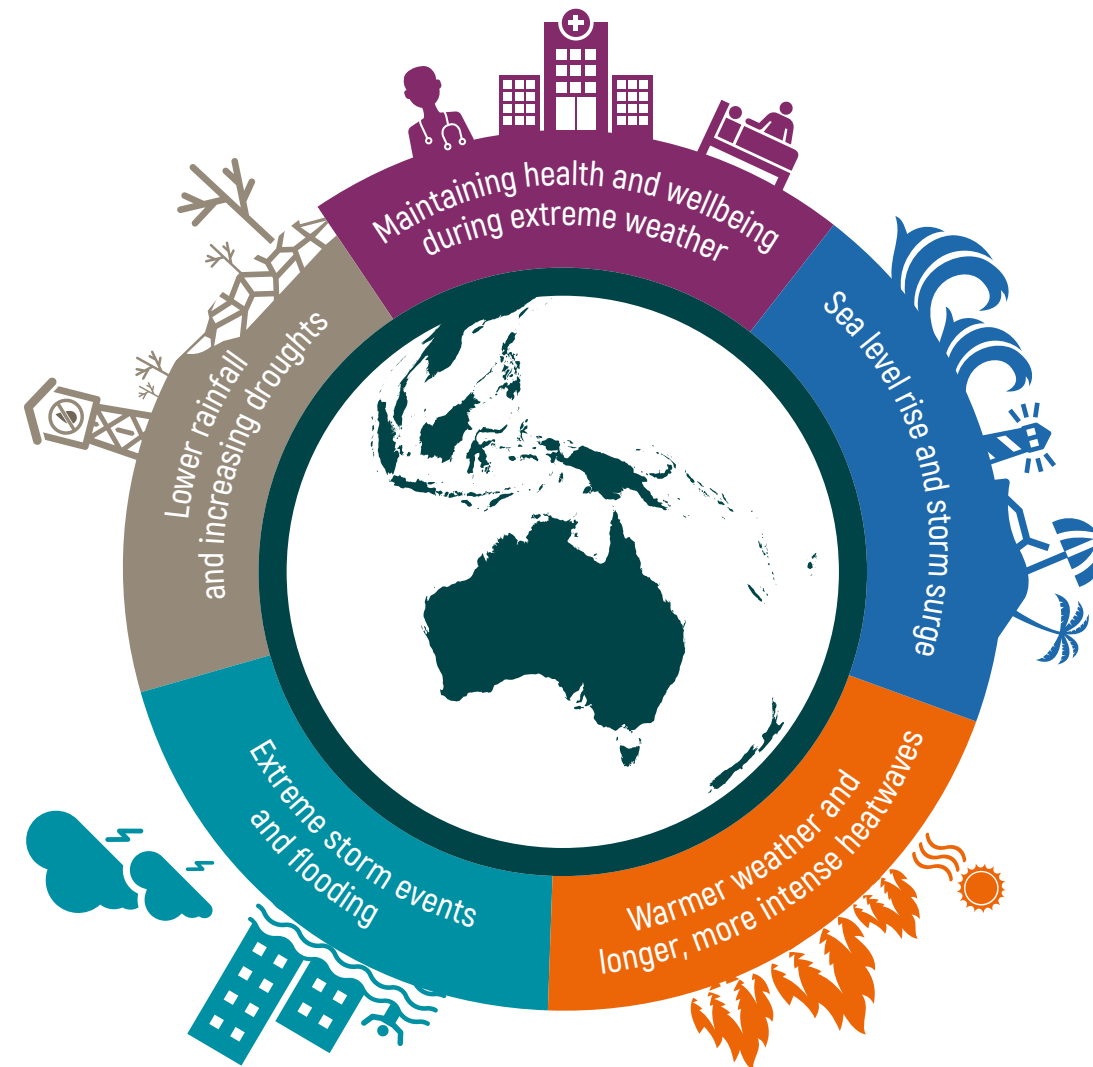 Maintaining health and wellbeing
during extreme weather
Sea level rise and storm surge
Warmer weather and
longer, more intense heatwaves
Extreme storm events
and flooding
Lower rainfall
and increasing droughts